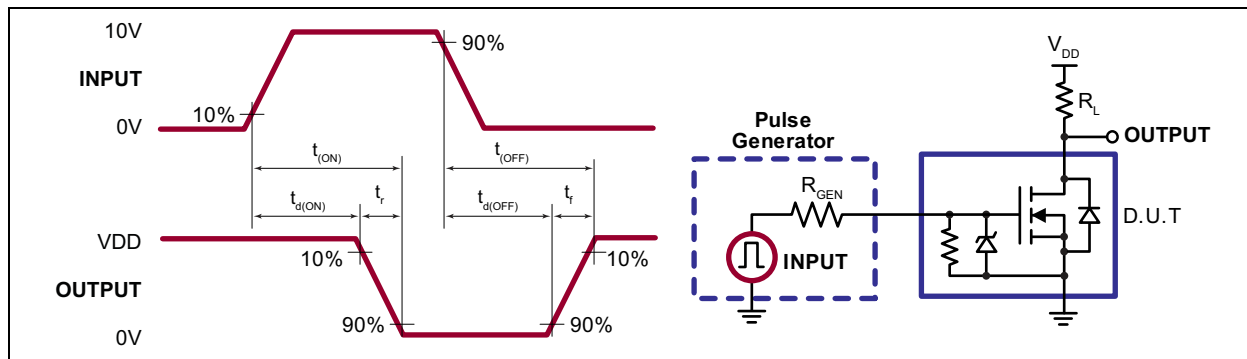 10V
90%
INPUT
10%
0V
t(ON)
t(OFF)
td(ON)
tr
td(OFF)
tf
VDD
10%
10%
OUTPUT
90%
90%
0V
VDD
RL
OUTPUT
Pulse
Generator
RGEN
D.U.T
INPUT